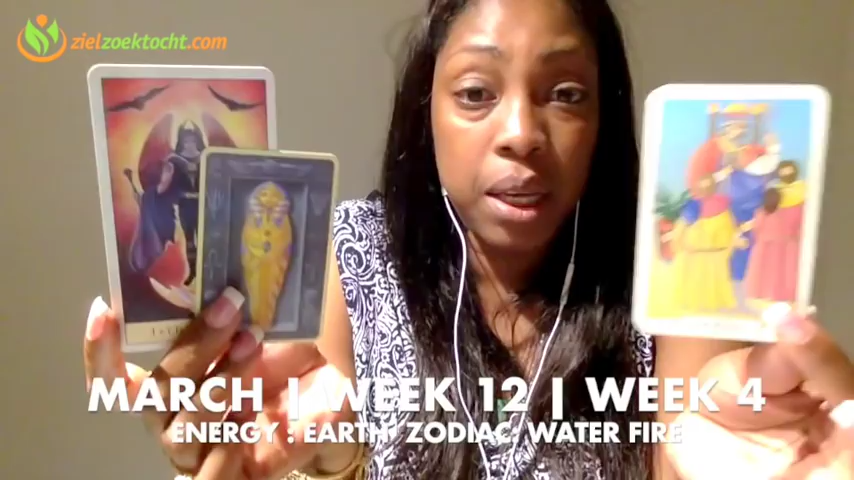 zielzoektocht.com
MARCH | WEEK 12 | WEEK 4
ENERGY : EARTH ZODIAC : WATER FIRE